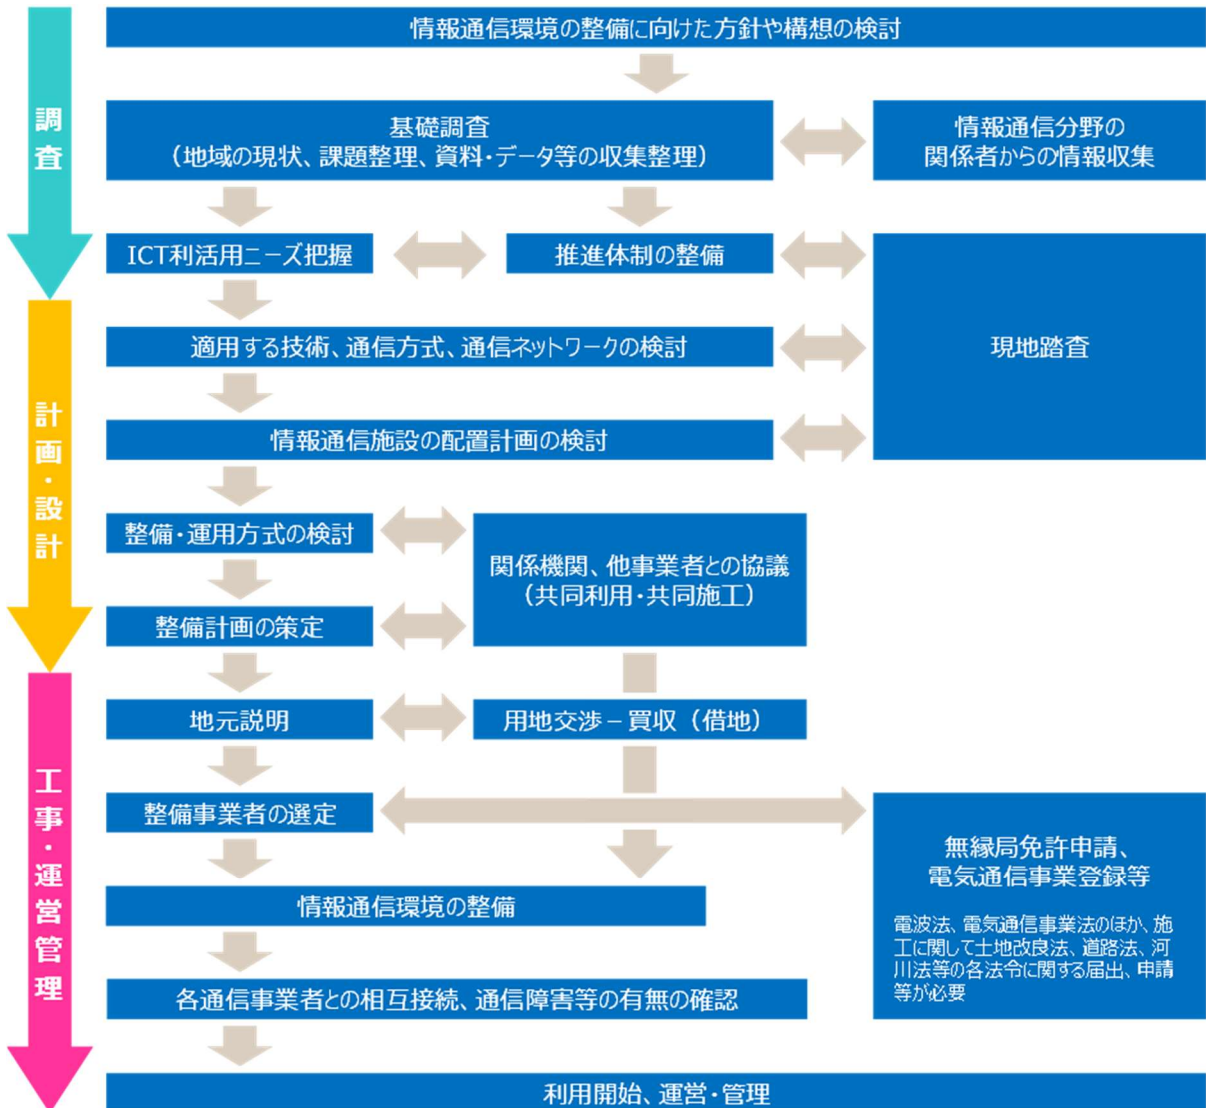 調査
情報通信環境の整備に向けた方針や構想の検討
基礎調査
（地域の現状、課題整理、資料・データ等の収集整理）
情報通信分野の
関係者からの情報収集
ICT利活用ニーズ把握
推進体制の整備
現地踏査
計画・設計
適用する技術、通信方式、通信ネットワークの検討
情報通信施設の配置計画の検討
整備・運用方式の検討
関係機関、他事業者との協議
（共同利用・共同施工）
整備計画の策定
工事・運営管理
地元説明
用地交渉－買収（借地）
整備事業者の選定
無縁局免許申請、
電気通信事業登録等
電波法、電気通信事業法のほか、施
工に関して土地改良法、道路法、河
川法等の各法令に関する届出、申請
等が必要
情報通信環境の整備
各通信事業者との相互接続、通信障害等の有無の確認
利用開始、運営・管理